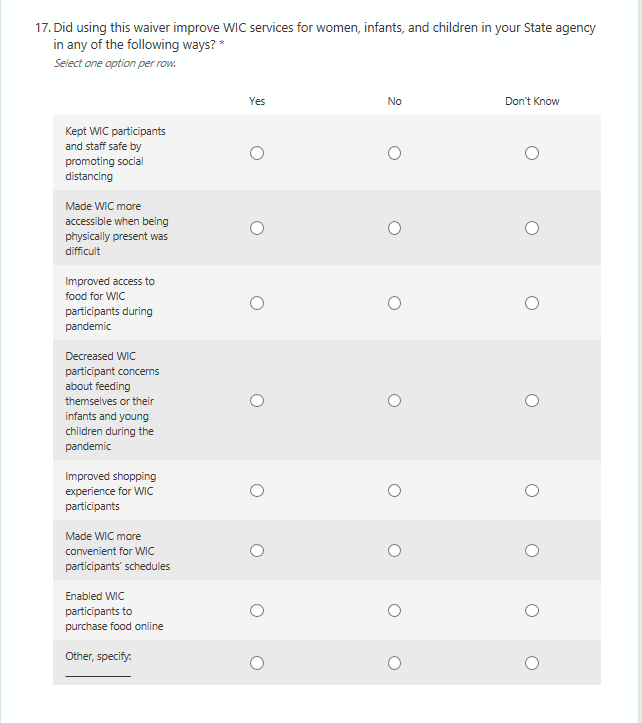 17. Did using this waiver improve WIC services for women, infants, and children in your State agency
in any of the following ways? *
Select one option per row.
Yes No Don't Know
Kept WIC participants
and staff safe by
promoting social
distancing
Made WIC more
accessible when being
physically present was
difficult
Improved access to
food for WIC
participants during
pandemic
Decreased WIC
participant concerns
about feeding
themselves or their
infants and young
children during the
pandemic
Improved shopping
experience for WIC
participants
Made WIC more
convenient for WIC
participants' schedules
Enabled WIC
participants to
purchase food online
Other, specify: